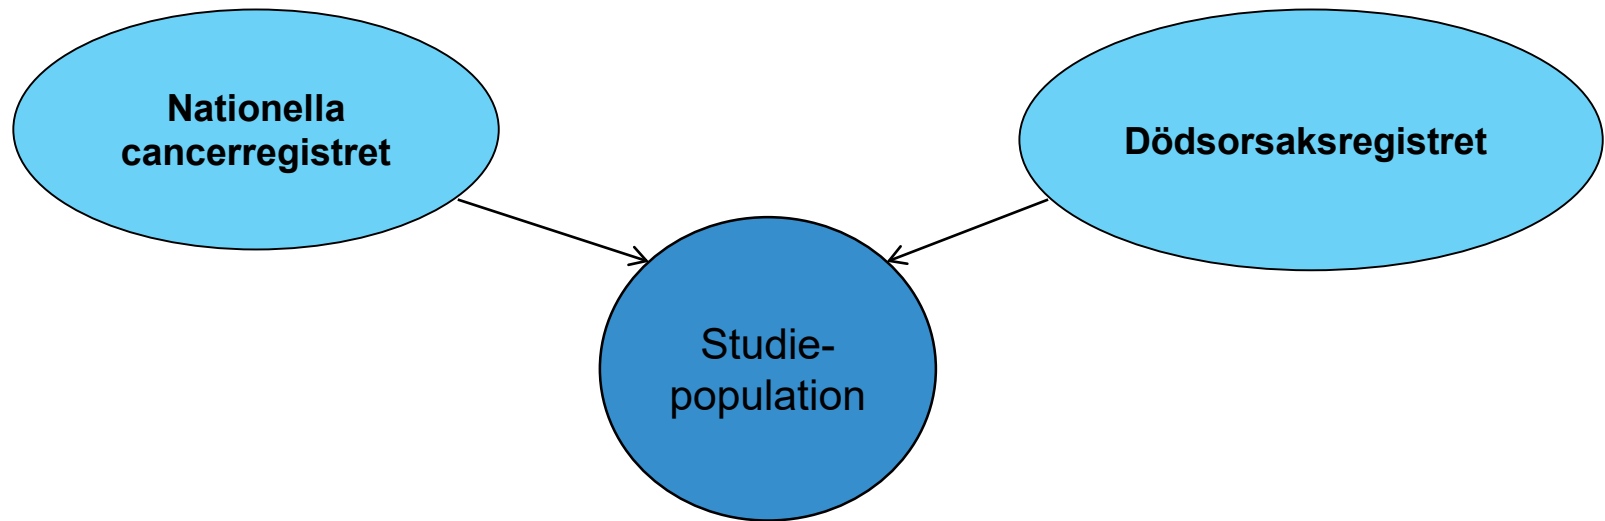 Nationella
cancerregistret
Dödsorsaksregistret
Studie-
population